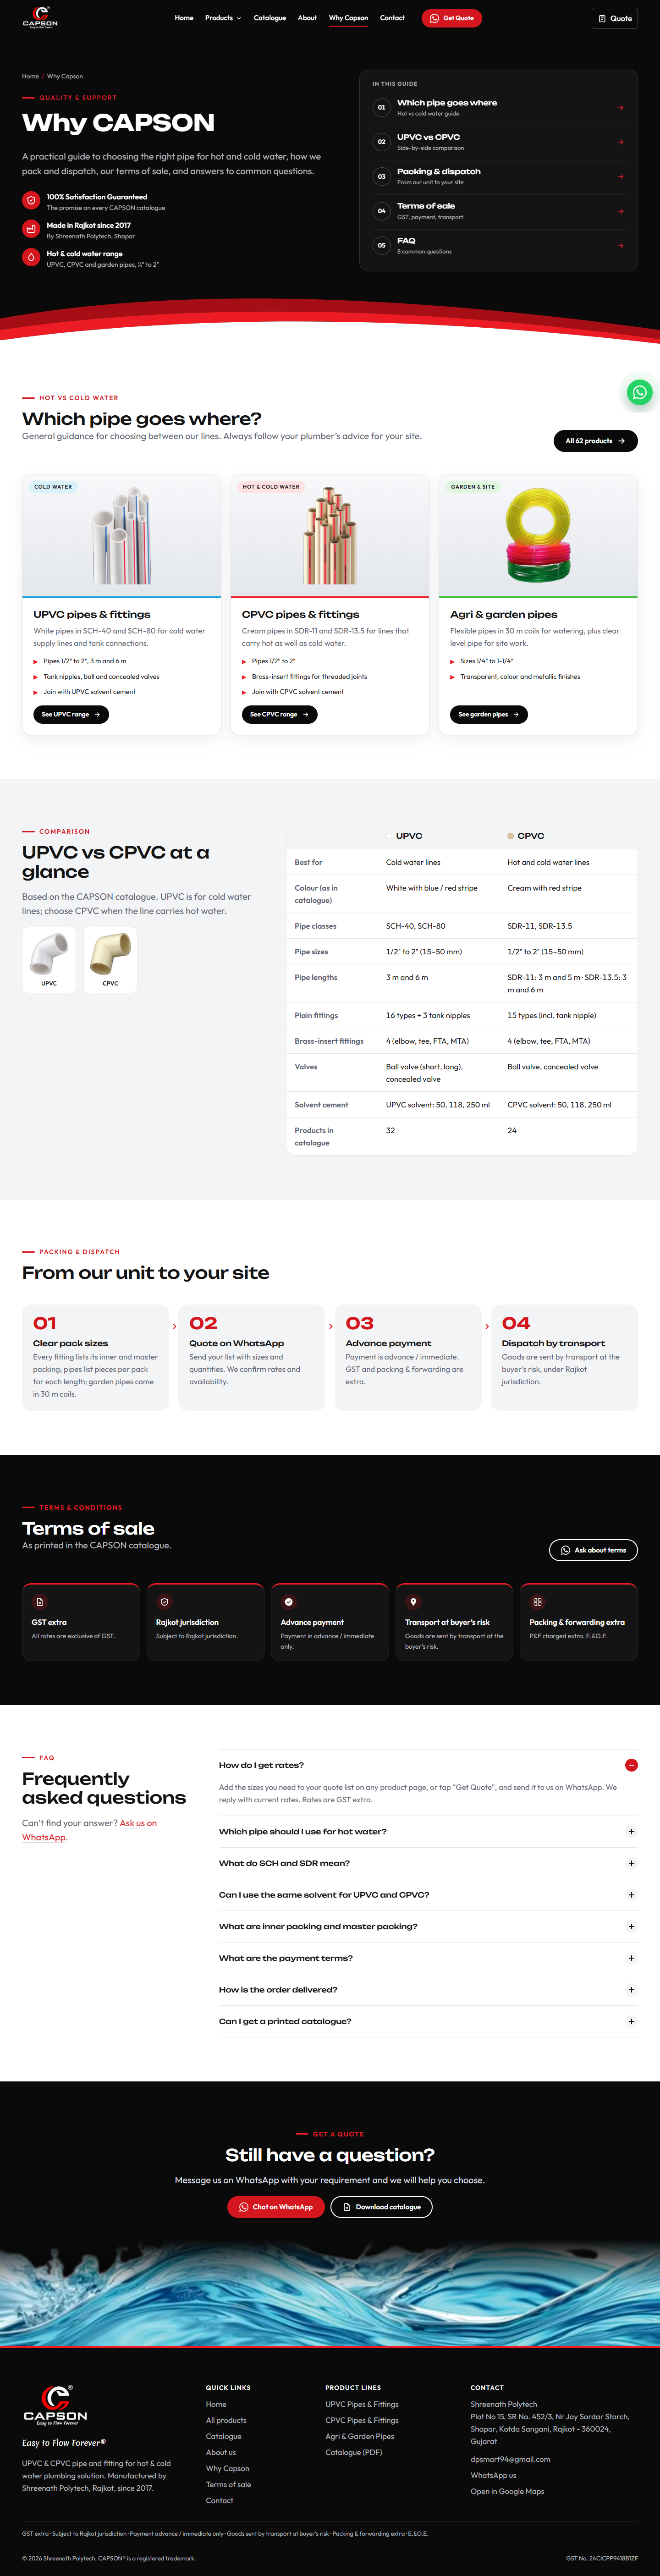 CAPSON
Easy to Flow Forever
Home
Products
Catalogue
About
Why Capson
Contact
Get Quote
Quote
Home / Why Capson
QUALITY & SUPPORT
Why CAPSON
A practical guide to choosing the right pipe for hot and cold water, how we
pack and dispatch, our terms of sale, and answers to common questions.
100% Satisfaction Guaranteed
The promise on every CAPSON catalogue
Made in Rajkot since 2017
By Shreenath Polytech, Shapar
Hot & cold water range
UPVC, CPVC and garden pipes, ½″ to 2″
IN THIS GUIDE
01
Which pipe goes where
Hot vs cold water guide
02
UPVC vs CPVC
Side-by-side comparison
03
Packing & dispatch
From our unit to your site
04
Terms of sale
GST, payment, transport
05
FAQ
8 common questions
HOT VS COLD WATER
Which pipe goes where?
General guidance for choosing between our lines. Always follow your plumber's advice for your site.
All 62 products
COLD WATER
UPVC pipes & fittings
White pipes in SCH-40 and SCH-80 for cold water
supply lines and tank connections.
Pipes 1/2″ to 2″, 3 m and 6 m
Tank nipples, ball and concealed valves
Join with UPVC solvent cement
See UPVC range
HOT & COLD WATER
CPVC pipes & fittings
Cream pipes in SDR-11 and SDR-13.5 for lines that
carry hot as well as cold water.
Pipes 1/2″ to 2″
Brass-insert fittings for threaded joints
Join with CPVC solvent cement
See CPVC range
GARDEN & SITE
Agri & garden pipes
Flexible pipes in 30 m coils for watering, plus clear
level pipe for site work.
Sizes 1/4″ to 1-1/4″
Transparent, colour and metallic finishes
See garden pipes
COMPARISON
UPVC vs CPVC at a
glance
Based on the CAPSON catalogue. UPVC is for cold water
lines; choose CPVC when the line carries hot water.
UPVC
CPVC
UPVC CPVC
Best for Cold water lines Hot and cold water lines
Colour (as in
catalogue) White with blue / red stripe Cream with red stripe
Pipe classes SCH-40, SCH-80 SDR-11, SDR-13.5
Pipe sizes 1/2″ to 2″ (15–50 mm) 1/2″ to 2″ (15–50 mm)
Pipe lengths 3 m and 6 m SDR-11: 3 m and 5 m · SDR-13.5: 3
m and 6 m
Plain fittings 16 types + 3 tank nipples 15 types (incl. tank nipple)
Brass-insert fittings 4 (elbow, tee, FTA, MTA) 4 (elbow, tee, FTA, MTA)
Valves Ball valve (short, long),
concealed valve Ball valve, concealed valve
Solvent cement UPVC solvent: 50, 118, 250 ml CPVC solvent: 50, 118, 250 ml
Products in
catalogue 32 24
PACKING & DISPATCH
From our unit to your site
01
Clear pack sizes
Every fitting lists its inner and master
packing; pipes list pieces per pack
for each length; garden pipes come
in 30 m coils.
02
Quote on WhatsApp
Send your list with sizes and
quantities. We confirm rates and
availability.
03
Advance payment
Payment is advance / immediate.
GST and packing & forwarding are
extra.
04
Dispatch by transport
Goods are sent by transport at the
buyer's risk, under Rajkot
jurisdiction.
TERMS & CONDITIONS
Terms of sale
As printed in the CAPSON catalogue.
Ask about terms
GST extra
All rates are exclusive of GST.
Rajkot jurisdiction
Subject to Rajkot jurisdiction.
Advance payment
Payment in advance / immediate
only.
Transport at buyer's risk
Goods are sent by transport at the
buyer's risk.
Packing & forwarding extra
P&F charged extra. E.&O.E.
FAQ
Frequently
asked questions
Can't find your answer? Ask us on
WhatsApp.
How do I get rates?
Add the sizes you need to your quote list on any product page, or tap “Get Quote”, and send it to us on WhatsApp. We
reply with current rates. Rates are GST extra.
Which pipe should I use for hot water?
What do SCH and SDR mean?
Can I use the same solvent for UPVC and CPVC?
What are inner packing and master packing?
What are the payment terms?
How is the order delivered?
Can I get a printed catalogue?
GET A QUOTE
Still have a question?
Message us on WhatsApp with your requirement and we will help you choose.
Chat on WhatsApp
Download catalogue
CAPSON
Easy to Flow Forever
Easy to Flow Forever®
UPVC & CPVC pipe and fitting for hot & cold
water plumbing solution. Manufactured by
Shreenath Polytech, Rajkot, since 2017.
QUICK LINKS
Home
All products
Catalogue
About us
Why Capson
Terms of sale
Contact
PRODUCT LINES
UPVC Pipes & Fittings
CPVC Pipes & Fittings
Agri & Garden Pipes
Catalogue (PDF)
CONTACT
Shreenath Polytech
Plot No 15, SR No. 452/3, Nr Jay Sardar Starch,
Shapar, Kotda Sangani, Rajkot - 360024,
Gujarat
dpsmart94@gmail.com
WhatsApp us
Open in Google Maps
GST extra · Subject to Rajkot jurisdiction · Payment advance / immediate only · Goods sent by transport at buyer's risk · Packing & forwarding extra · E.&O.E.
© 2026 Shreenath Polytech. CAPSON® is a registered trademark.
GST No. 24CICPP9418B1ZF